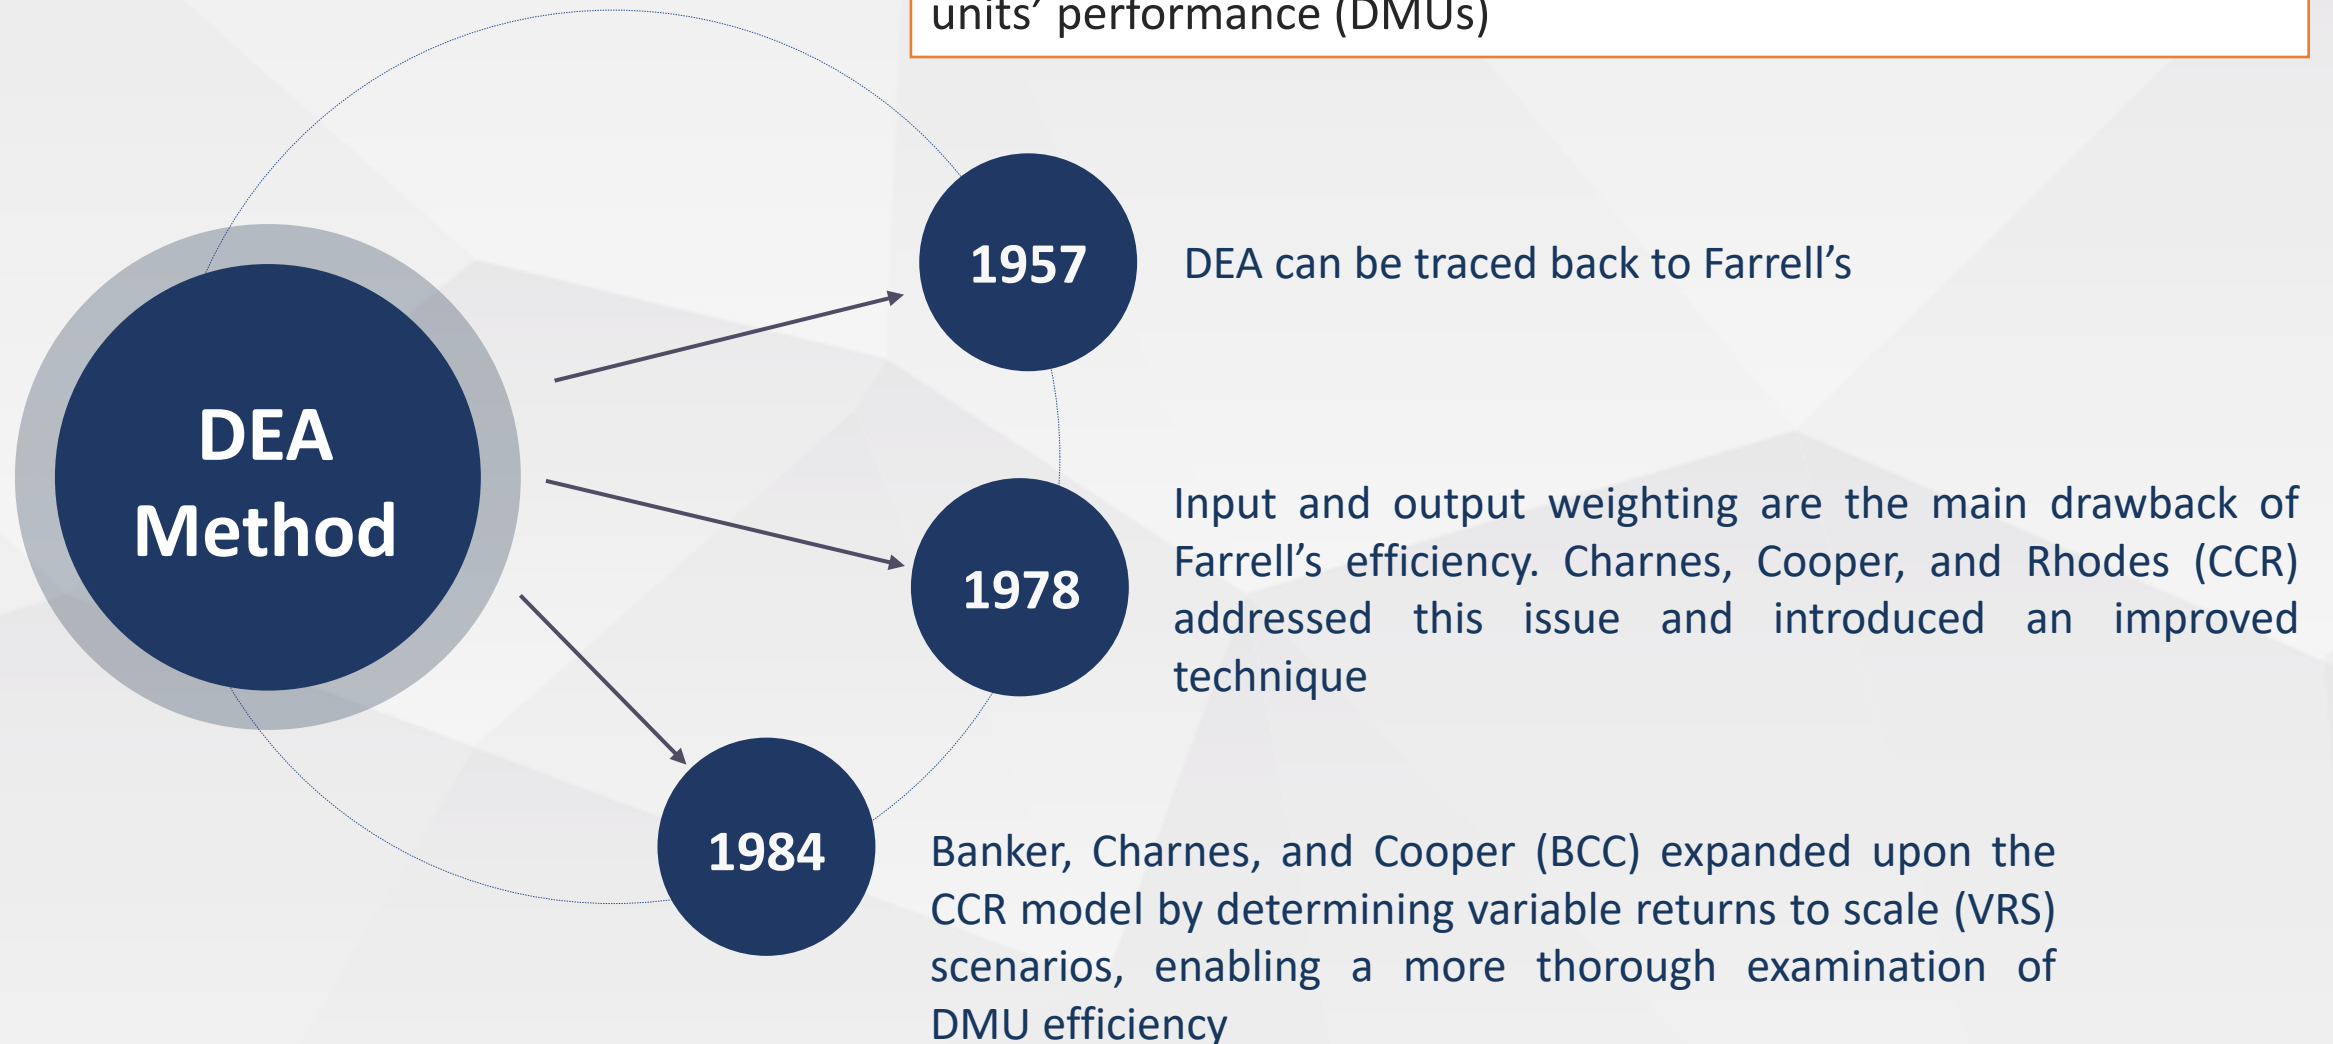 units’ performance (DMUs)
1957
DEA can be traced back to Farrell’s
DEA
Method
Input and output weighting are the main drawback of
Farrell’s efficiency. Charnes, Cooper, and Rhodes (CCR)
addressed this issue and introduced an improved
technique
1978
1984
Banker, Charnes, and Cooper (BCC) expanded upon the
CCR model by determining variable returns to scale (VRS)
scenarios, enabling a more thorough examination of
DMU efficiency